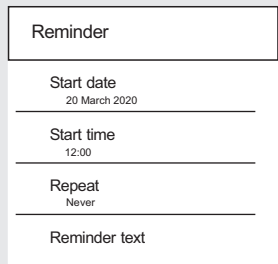 Reminder
Start date
20 March 2020
Start time
12:00
Repeat
Never
Reminder text